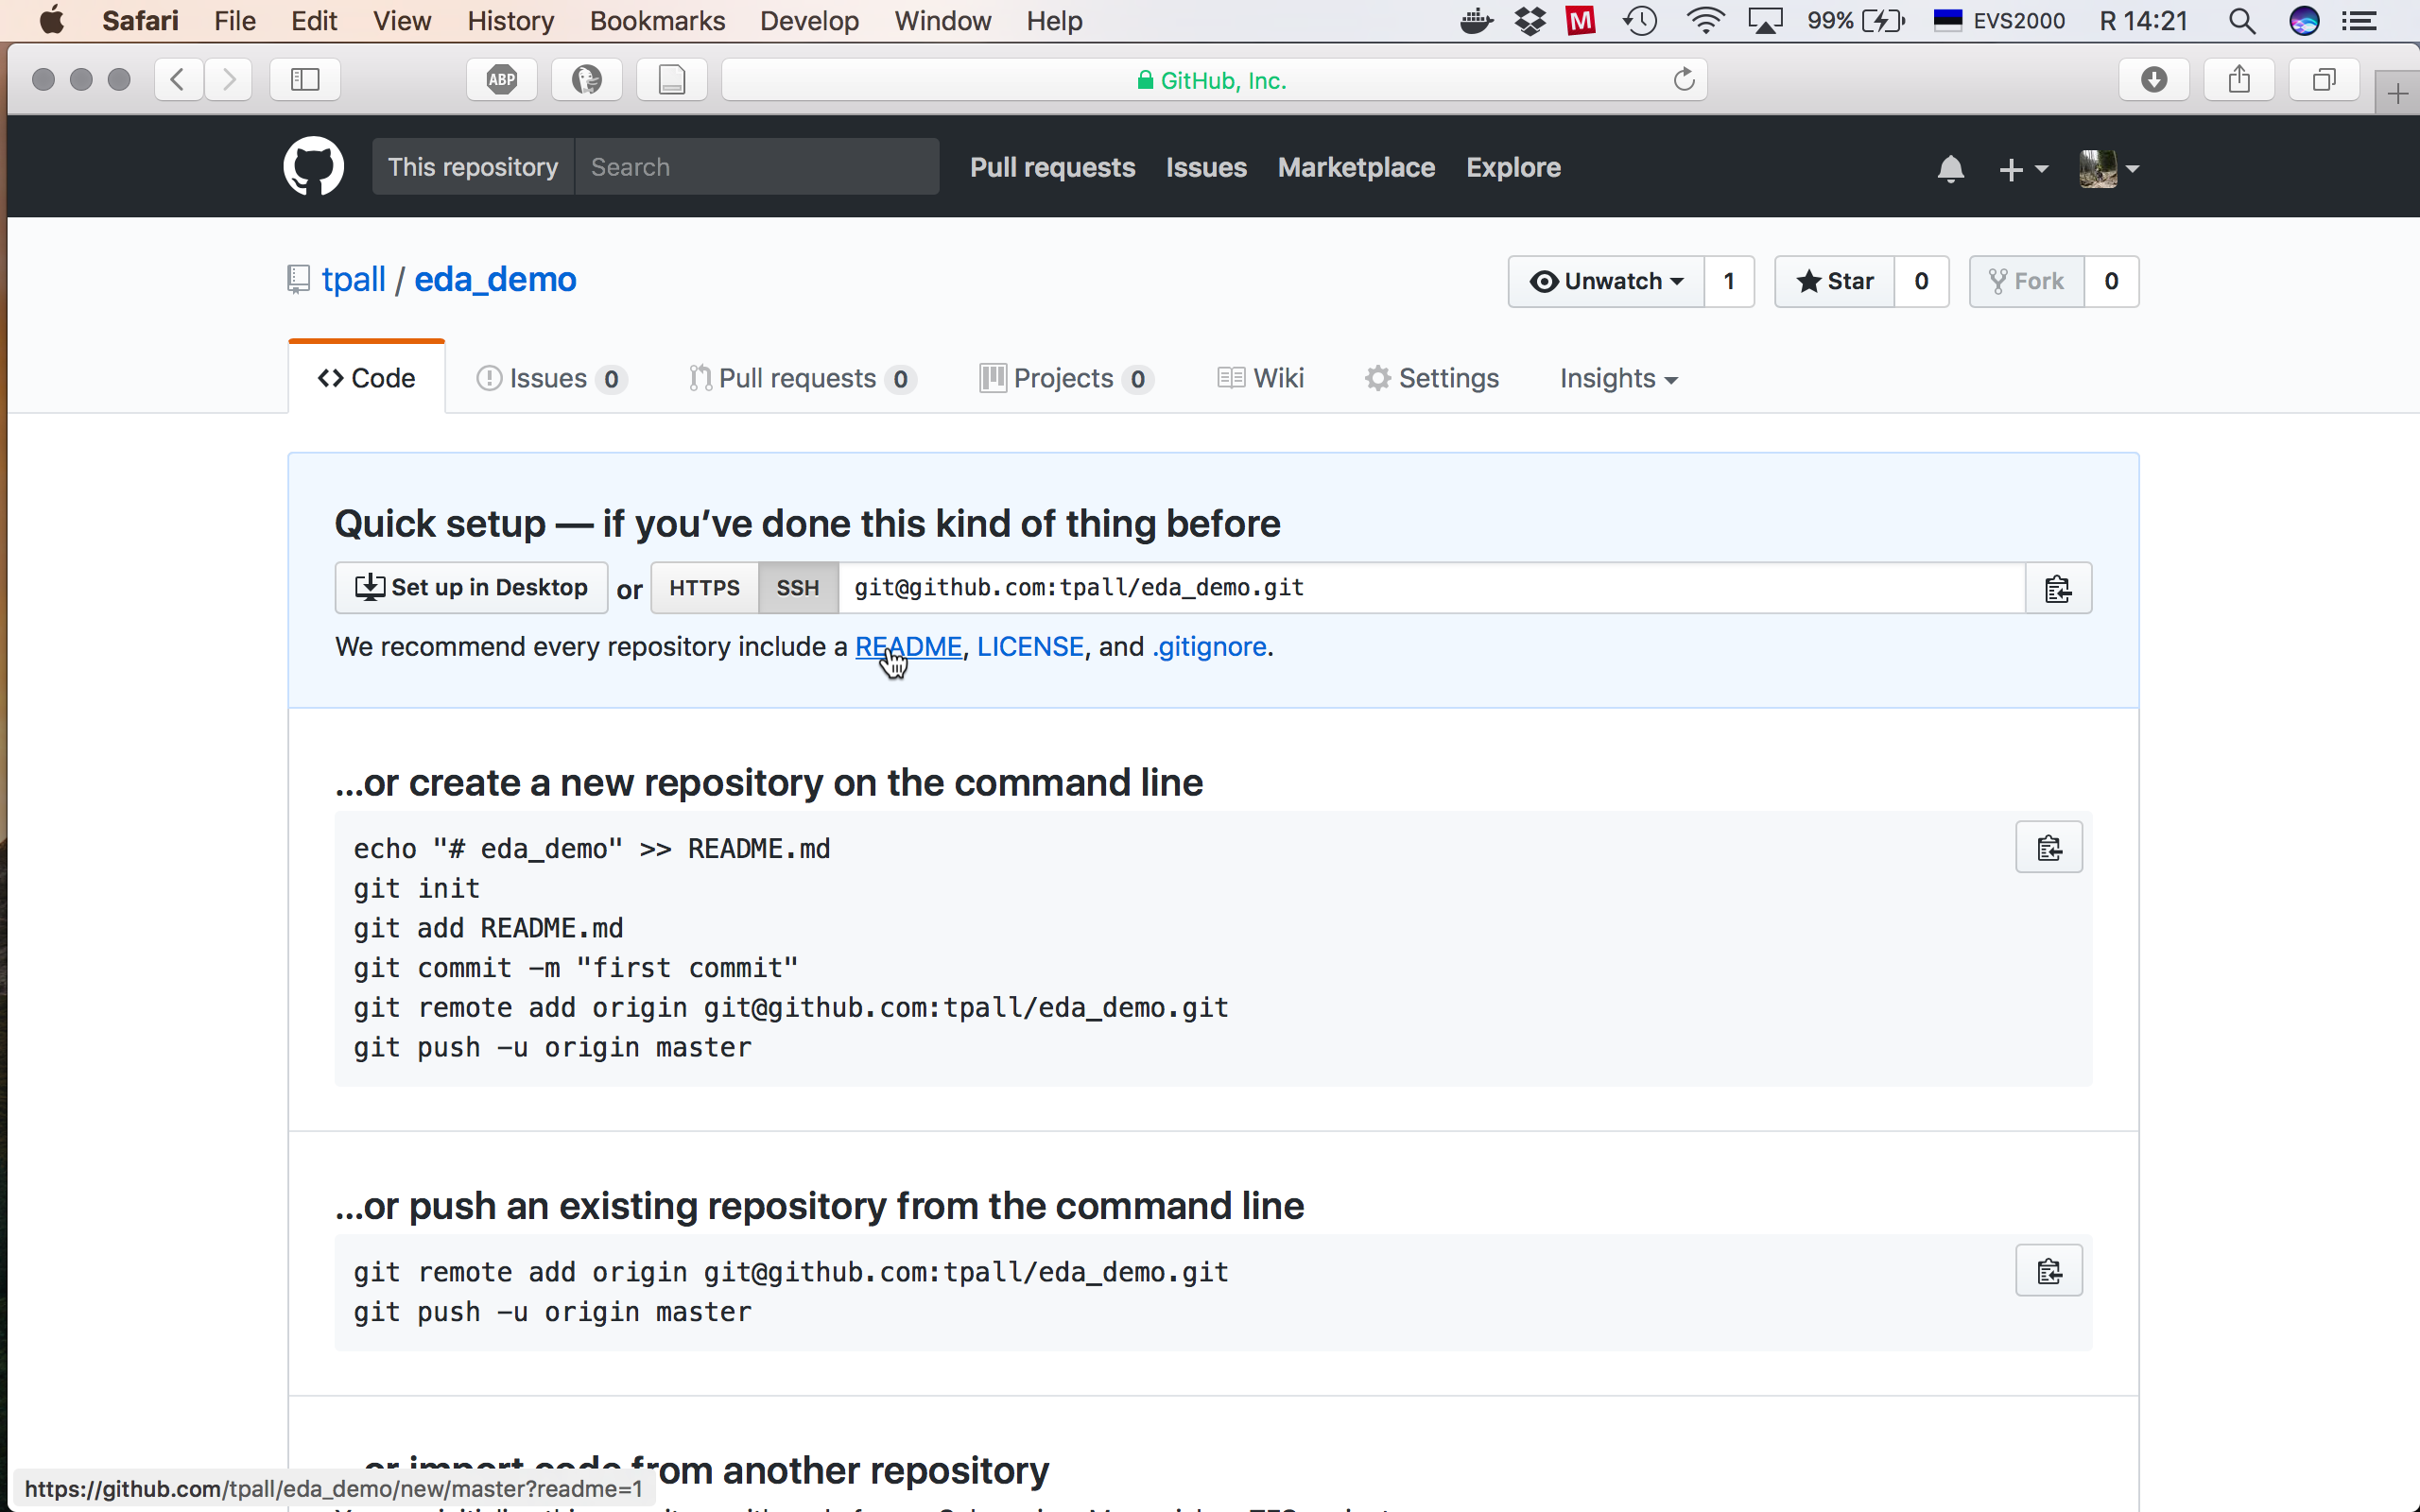 Safari File Edit View History Bookmarks Develop Window Help M 99% EVS2000 R 14:21
ABP GitHub, Inc.
This repository Search Pull requests Issues Marketplace Explore
tpall / eda_demo Unwatch 1 Star 0 Fork 0
Code Issues 0 Pull requests 0 Projects 0 Wiki Settings Insights
Quick setup — if you’ve done this kind of thing before
Set up in Desktop or HTTPS SSH git@github.com:tpall/eda_demo.git
We recommend every repository include a README, LICENSE, and .gitignore.
…or create a new repository on the command line
echo "# eda_demo" >> README.md
git init
git add README.md
git commit -m "first commit"
git remote add origin git@github.com:tpall/eda_demo.git
git push -u origin master
…or push an existing repository from the command line
git remote add origin git@github.com:tpall/eda_demo.git
git push -u origin master
…or import code from another repository
https://github.com/tpall/eda_demo/new/master?readme=1